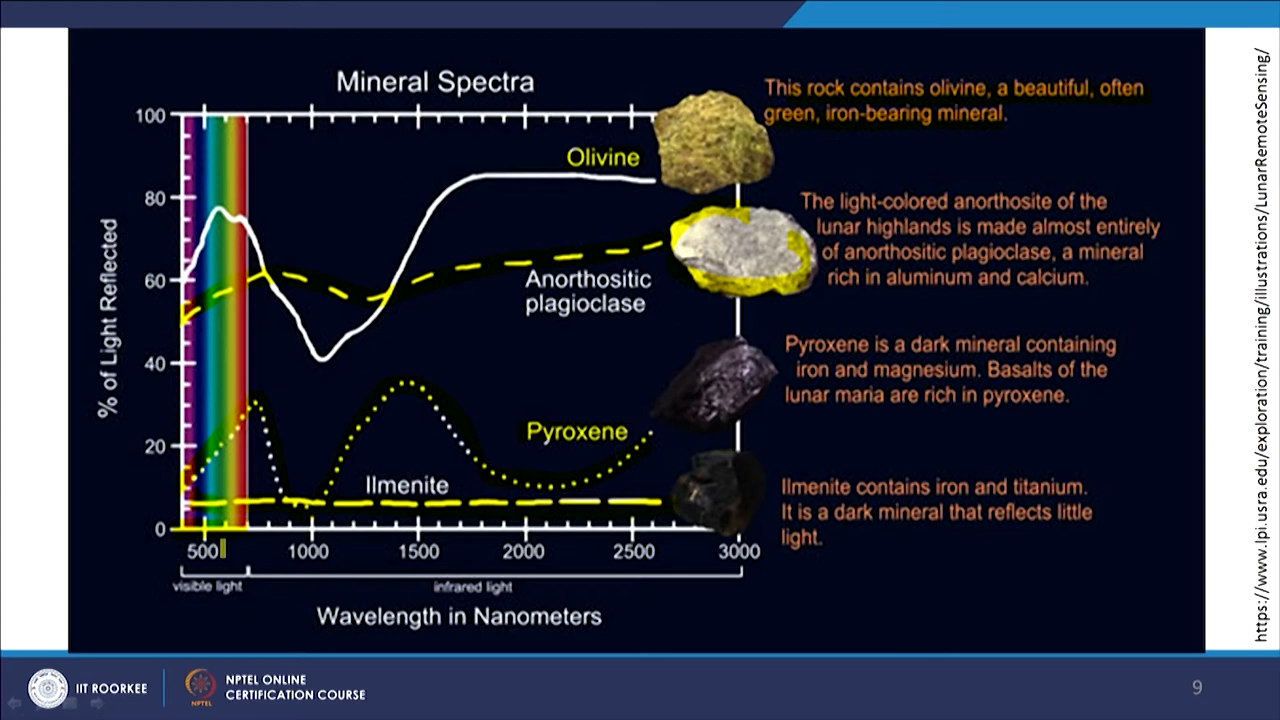 Mineral Spectra
This rock contains olivine, a beautiful, often
green, iron-bearing mineral.
100
80
60
40
20
0
% of Light Reflected
Olivine
The light-colored anorthosite of the
lunar highlands is made almost entirely
of anorthositic plagioclase, a mineral
rich in aluminum and calcium.
Anorthositic
plagioclase
Pyroxene is a dark mineral containing
iron and magnesium. Basalts of the
lunar maria are rich in pyroxene.
Pyroxene
Ilmenite
Ilmenite contains iron and titanium.
It is a dark mineral that reflects little
light.
500 1000 1500 2000 2500 3000
visible light infrared light
Wavelength in Nanometers
https://www.lpi.usra.edu/exploration/training/illustrations/LunarRemoteSensing/
IIT ROORKEE
NPTEL
NPTEL ONLINE
CERTIFICATION COURSE
9